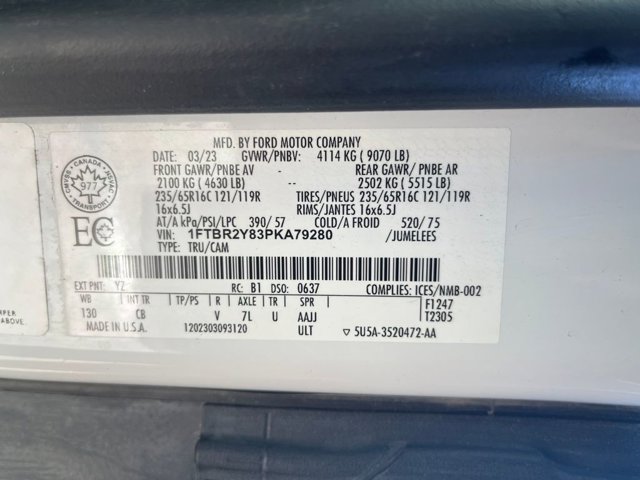 MFD. BY FORD MOTOR COMPANY
DATE: 03/23 GVWR/PNBV: 4114 KG ( 9070 LB)
FRONT GAWR/ PNBE AV REAR GAWR/ PNBE AR
2100 KG ( 4630 LB) -- 2502 KG ( 5515 LB)
235/65R16C 121/119R TIRES/PNEUS 235/65R16C 121/119R
16x6.5J RIMS/JANTES 16x6.5J
AT/A kPa/PSI/LPC 390/ 57 COLD/A FROID 520/ 75
VIN: 1FTBR2Y83PKA79280 /JUMELEES
TYPE: TRU/CAM
CANADA
977
CMVSS
NSVAC
EC
EXT PNT: YZ RC: B1 DSO: 0637 COMPLIES: ICES/NMB-002
WB INT TR TP/PS R AXLE TR SPR F1247
130 CB V 7L U AAJJ T2305
MADE IN U.S.A. 1202303093120 ULT 5U5A-3520472-AA
MPER
ABOVE.